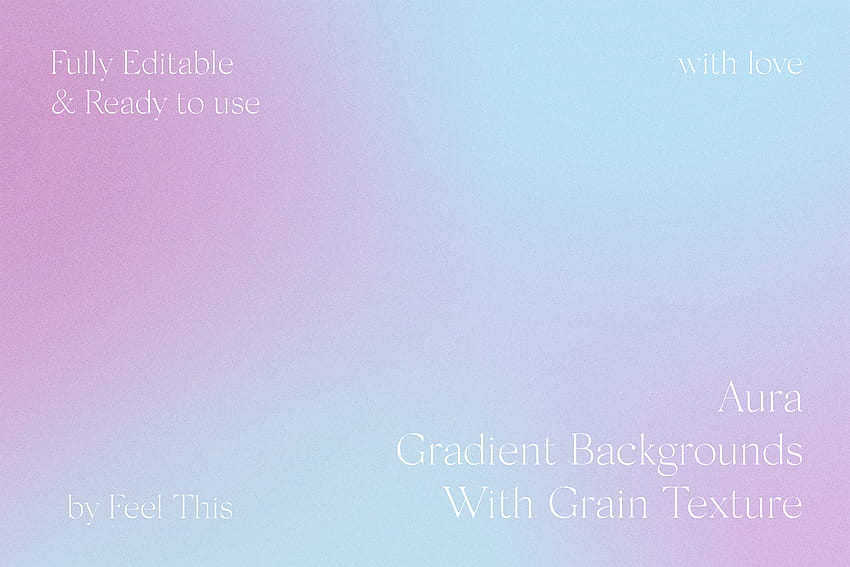 Fully Editable
& Ready to use
with love
Aura
Gradient Backgrounds
With Grain Texture
by Feel This